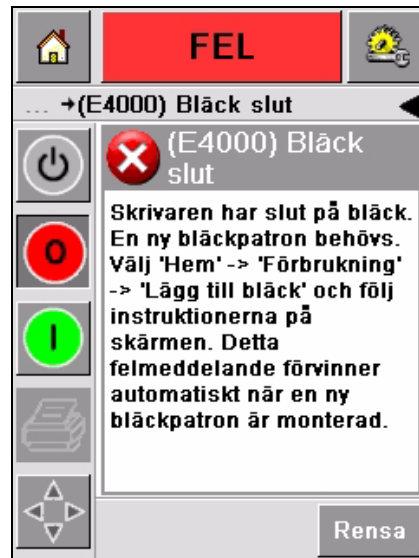 FEL
... →(E4000) Bläck slut
(E4000) Bläck
slut
Skrivaren har slut på bläck.
En ny bläckpatron behövs.
Välj 'Hem' -> 'Förbrukning'
-> 'Lägg till bläck' och följ
instruktionerna på
skärmen. Detta
felmeddelande förvinner
automatiskt när en ny
bläckpatron är monterad.
Rensa